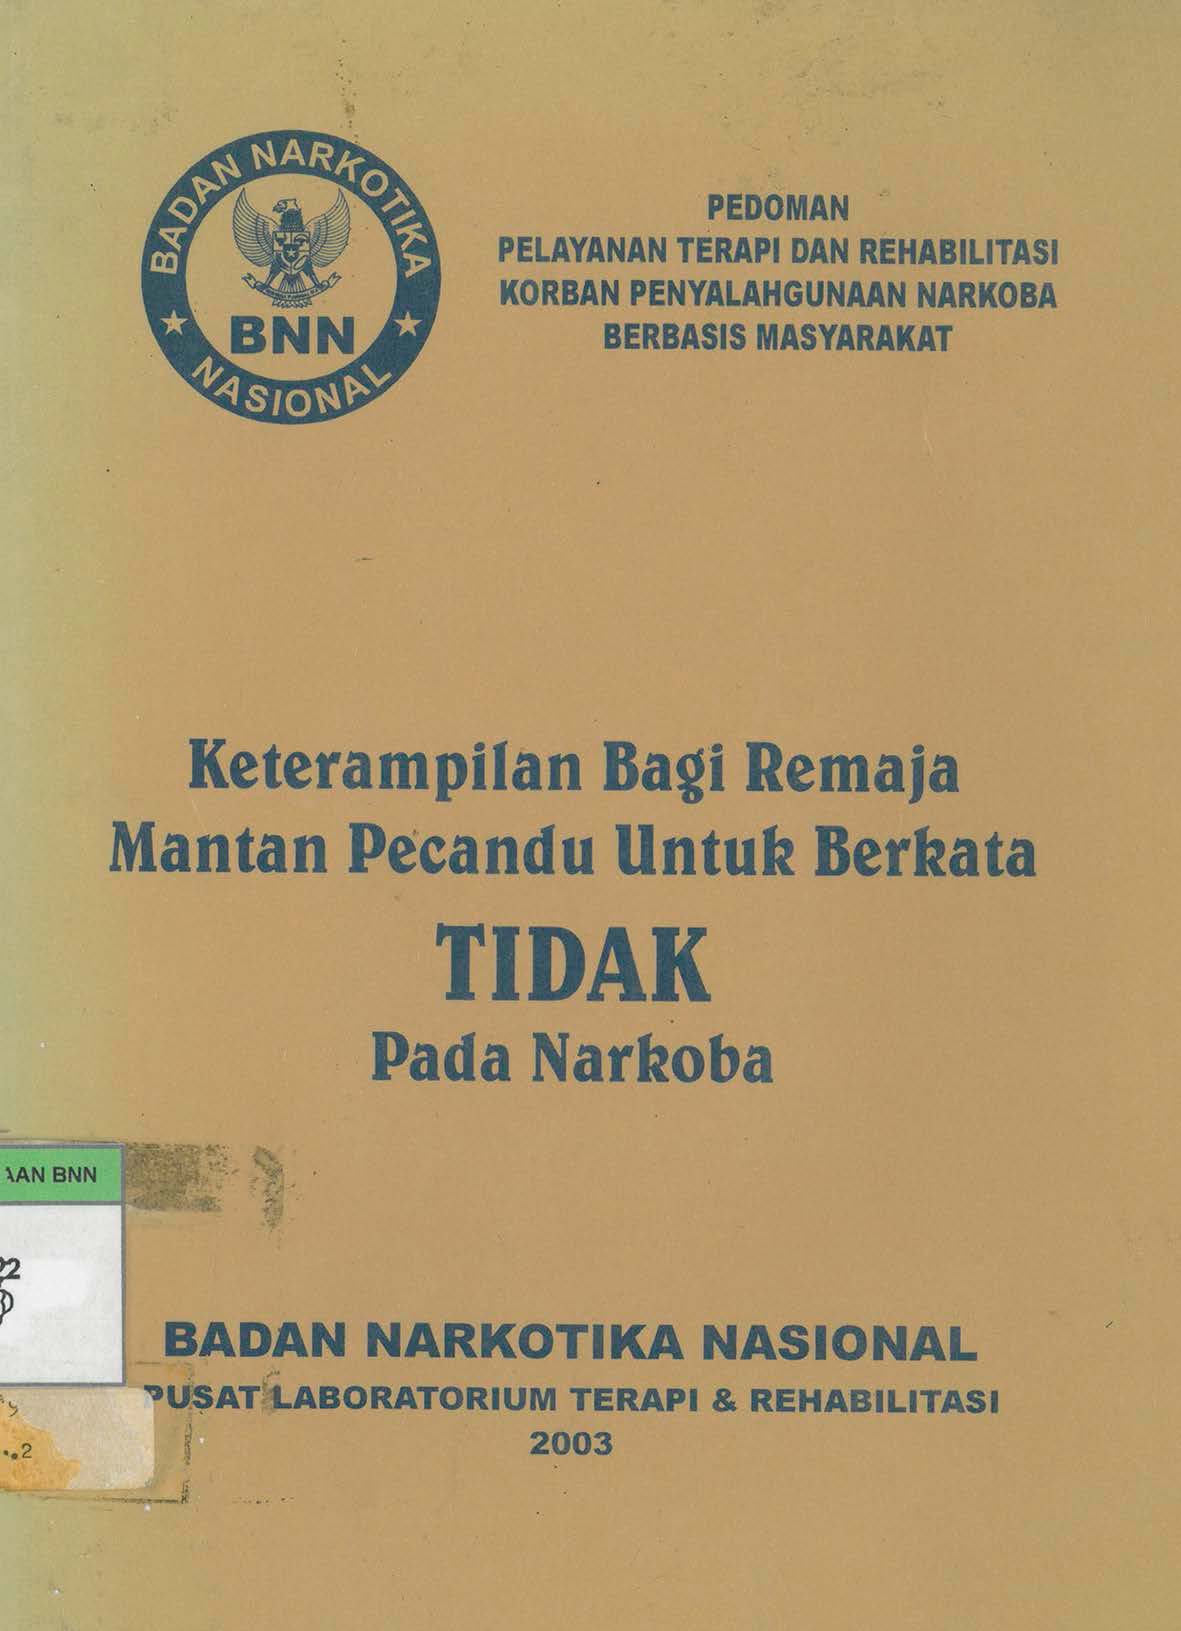 BADAN NARKOTIKA
BNN
NASIONAL
PEDOMAN
PELAYANAN TERAPI DAN REHABILITASI
KORBAN PENYALAHGUNAAN NARKOBA
BERBASIS MASYARAKAT
Keterampilan Bagi Remaja
Mantan Pecandu Untuk Berkata
TIDAK
Pada Narkoba
AAN BNN
BADAN NARKOTIKA NASIONAL
PUSAT LABORATORIUM TERAPI & REHABILITASI
2003